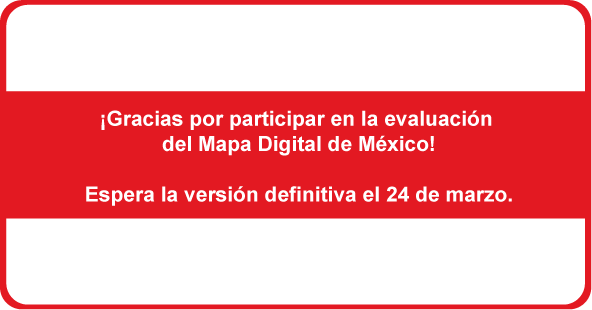 ¡Gracias por participar en la evaluación
del Mapa Digital de México!
Espera la versión definitiva el 24 de marzo.